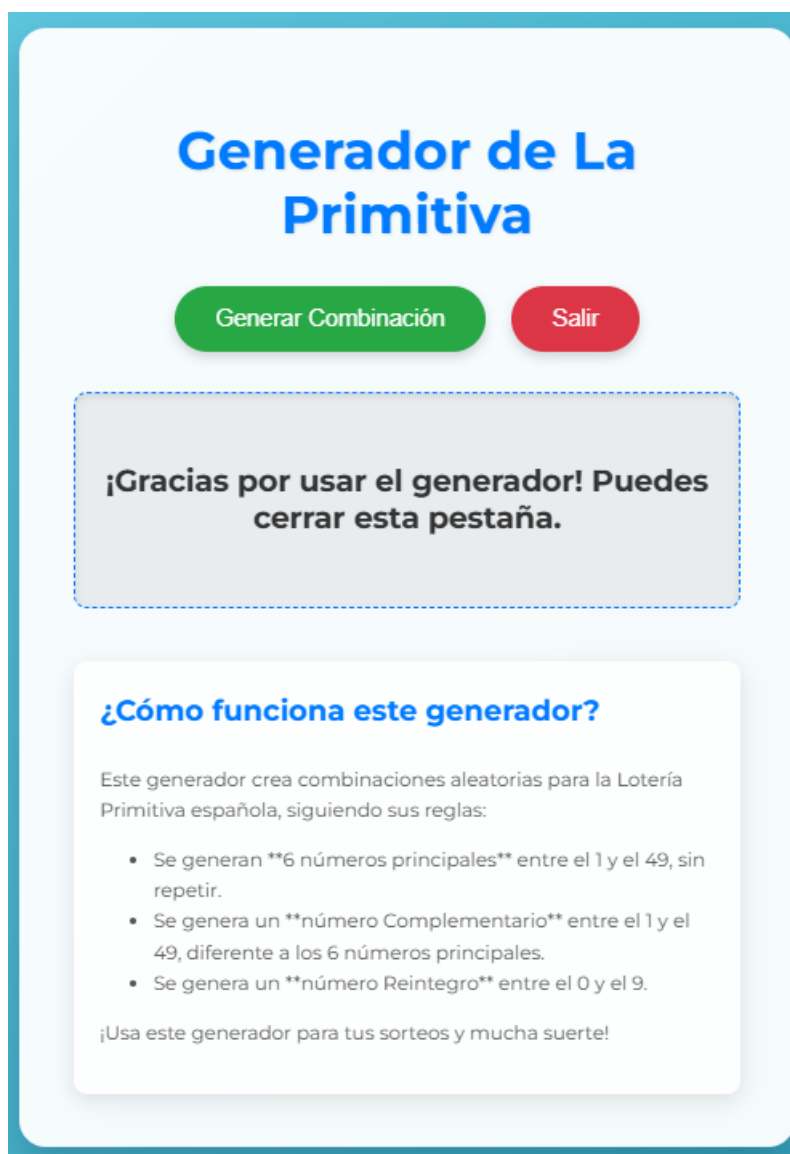 Generador de La
Primitiva
Generar Combinación
Salir
¡Gracias por usar el generador! Puedes
cerrar esta pestaña.
¿Cómo funciona este generador?
Este generador crea combinaciones aleatorias para la Lotería
Primitiva española, siguiendo sus reglas:
• Se generan **6 números principales** entre el 1 y el 49, sin
repetir.
• Se genera un **número Complementario** entre el 1 y el
49, diferente a los 6 números principales.
• Se genera un **número Reintegro** entre el 0 y el 9.
¡Usa este generador para tus sorteos y mucha suerte!